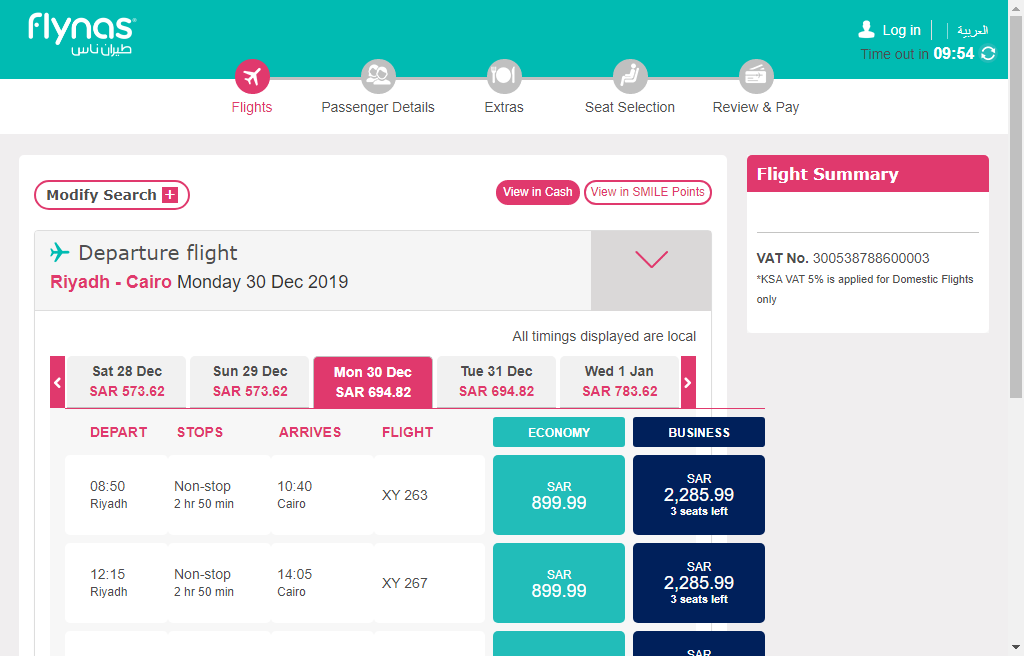 flynas
طيران ناس
Log in
العربية
Time out in 09:54
Flights
Passenger Details
Extras
Seat Selection
Review & Pay
Modify Search
View in Cash
View in SMILE Points
Flight Summary
Departure flight
Riyadh - Cairo Monday 30 Dec 2019
VAT No. 300538788600003
*KSA VAT 5% is applied for Domestic Flights
only
All timings displayed are local
Sat 28 Dec
SAR 573.62
Sun 29 Dec
SAR 573.62
Mon 30 Dec
SAR 694.82
Tue 31 Dec
SAR 694.82
Wed 1 Jan
SAR 783.62
DEPART STOPS ARRIVES FLIGHT ECONOMY BUSINESS
08:50
Riyadh
Non-stop
2 hr 50 min
10:40
Cairo
XY 263
SAR
899.99
SAR
2,285.99
3 seats left
12:15
Riyadh
Non-stop
2 hr 50 min
14:05
Cairo
XY 267
SAR
899.99
SAR
2,285.99
3 seats left
SAR